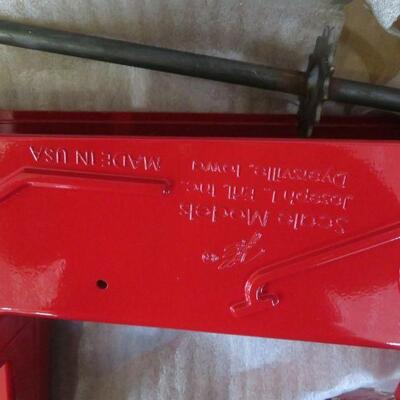 Scale Models
Joseph L. Ertl, Inc.
Dyersville, Iowa
MADE IN USA